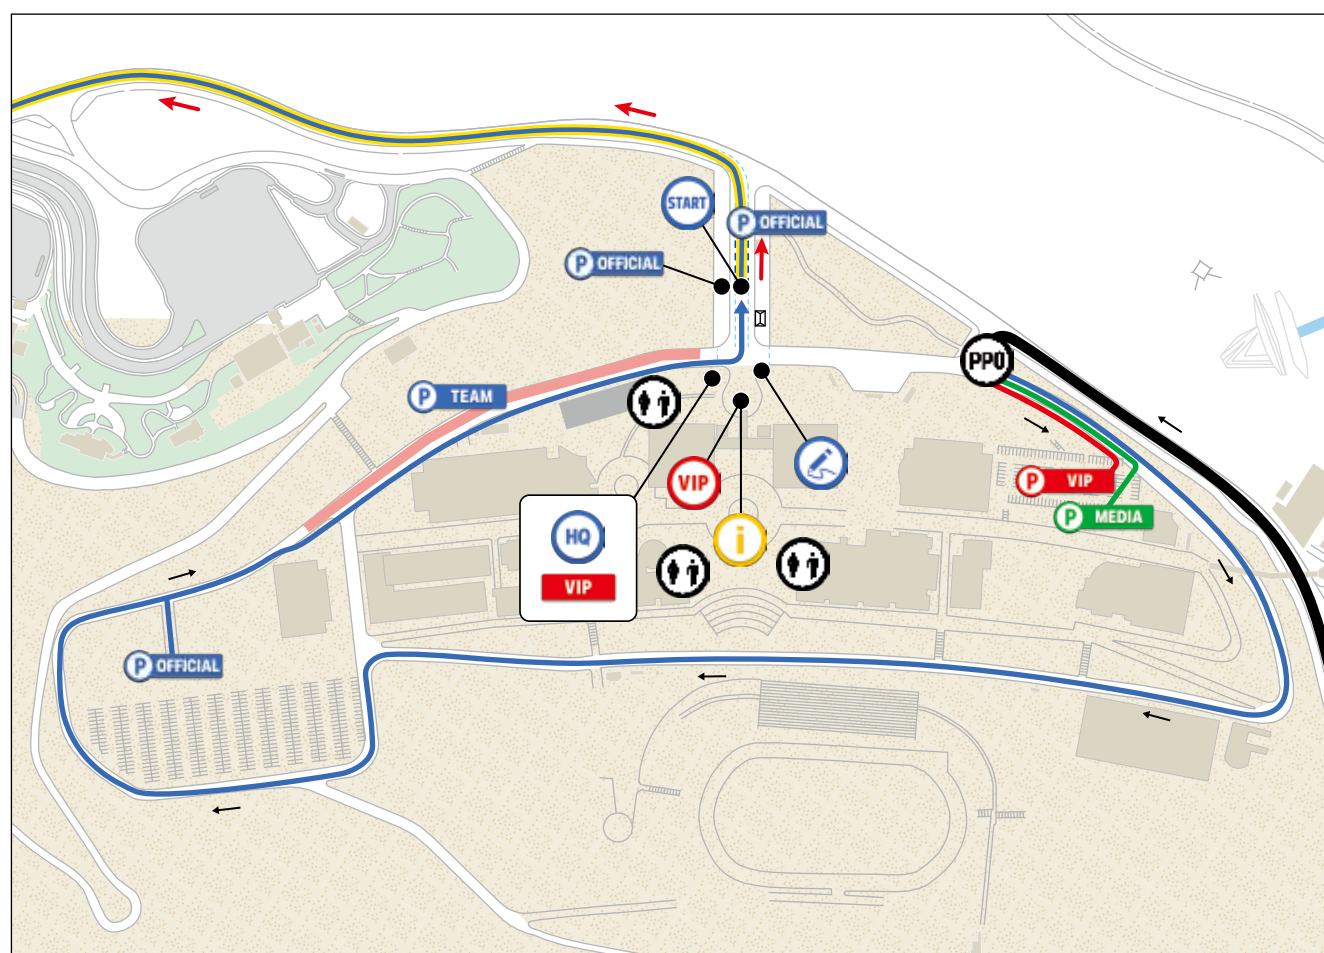 START
P OFFICIAL
P OFFICIAL
PPO
P TEAM
VIP
P VIP
P MEDIA
HQ
i
VIP
P OFFICIAL